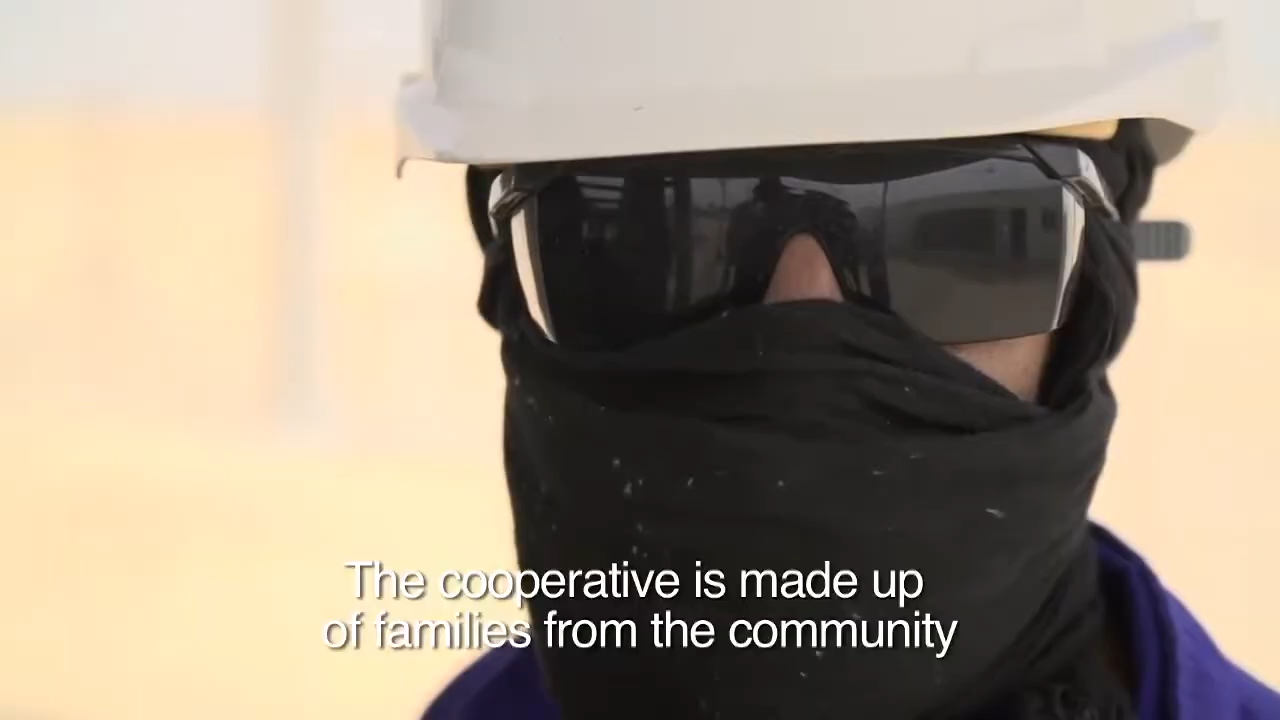 The cooperative is made up
of families from the community